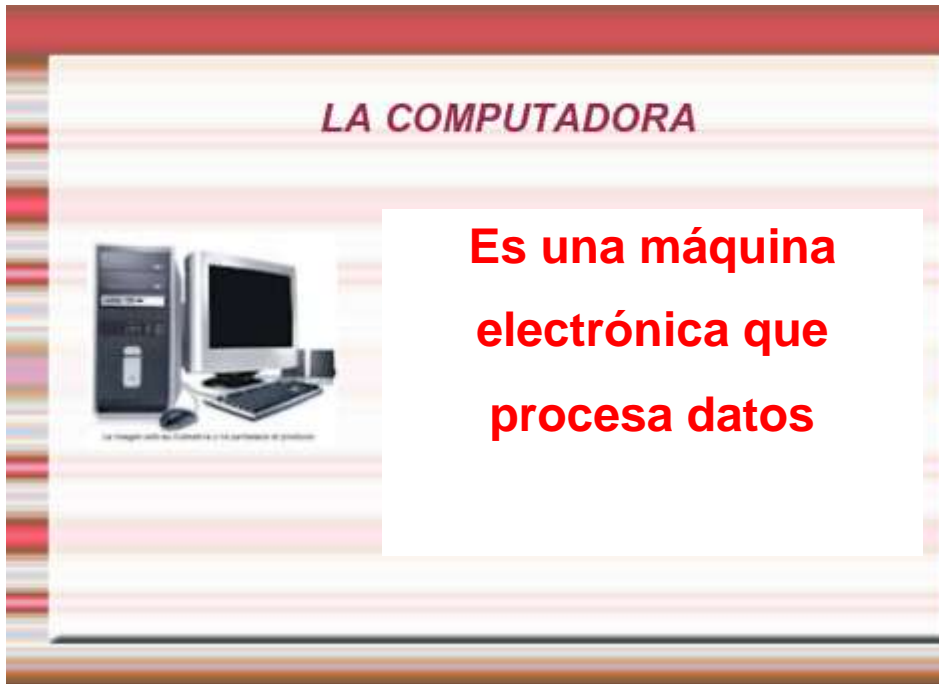 LA COMPUTADORA
Es una máquina
electrónica que
procesa datos